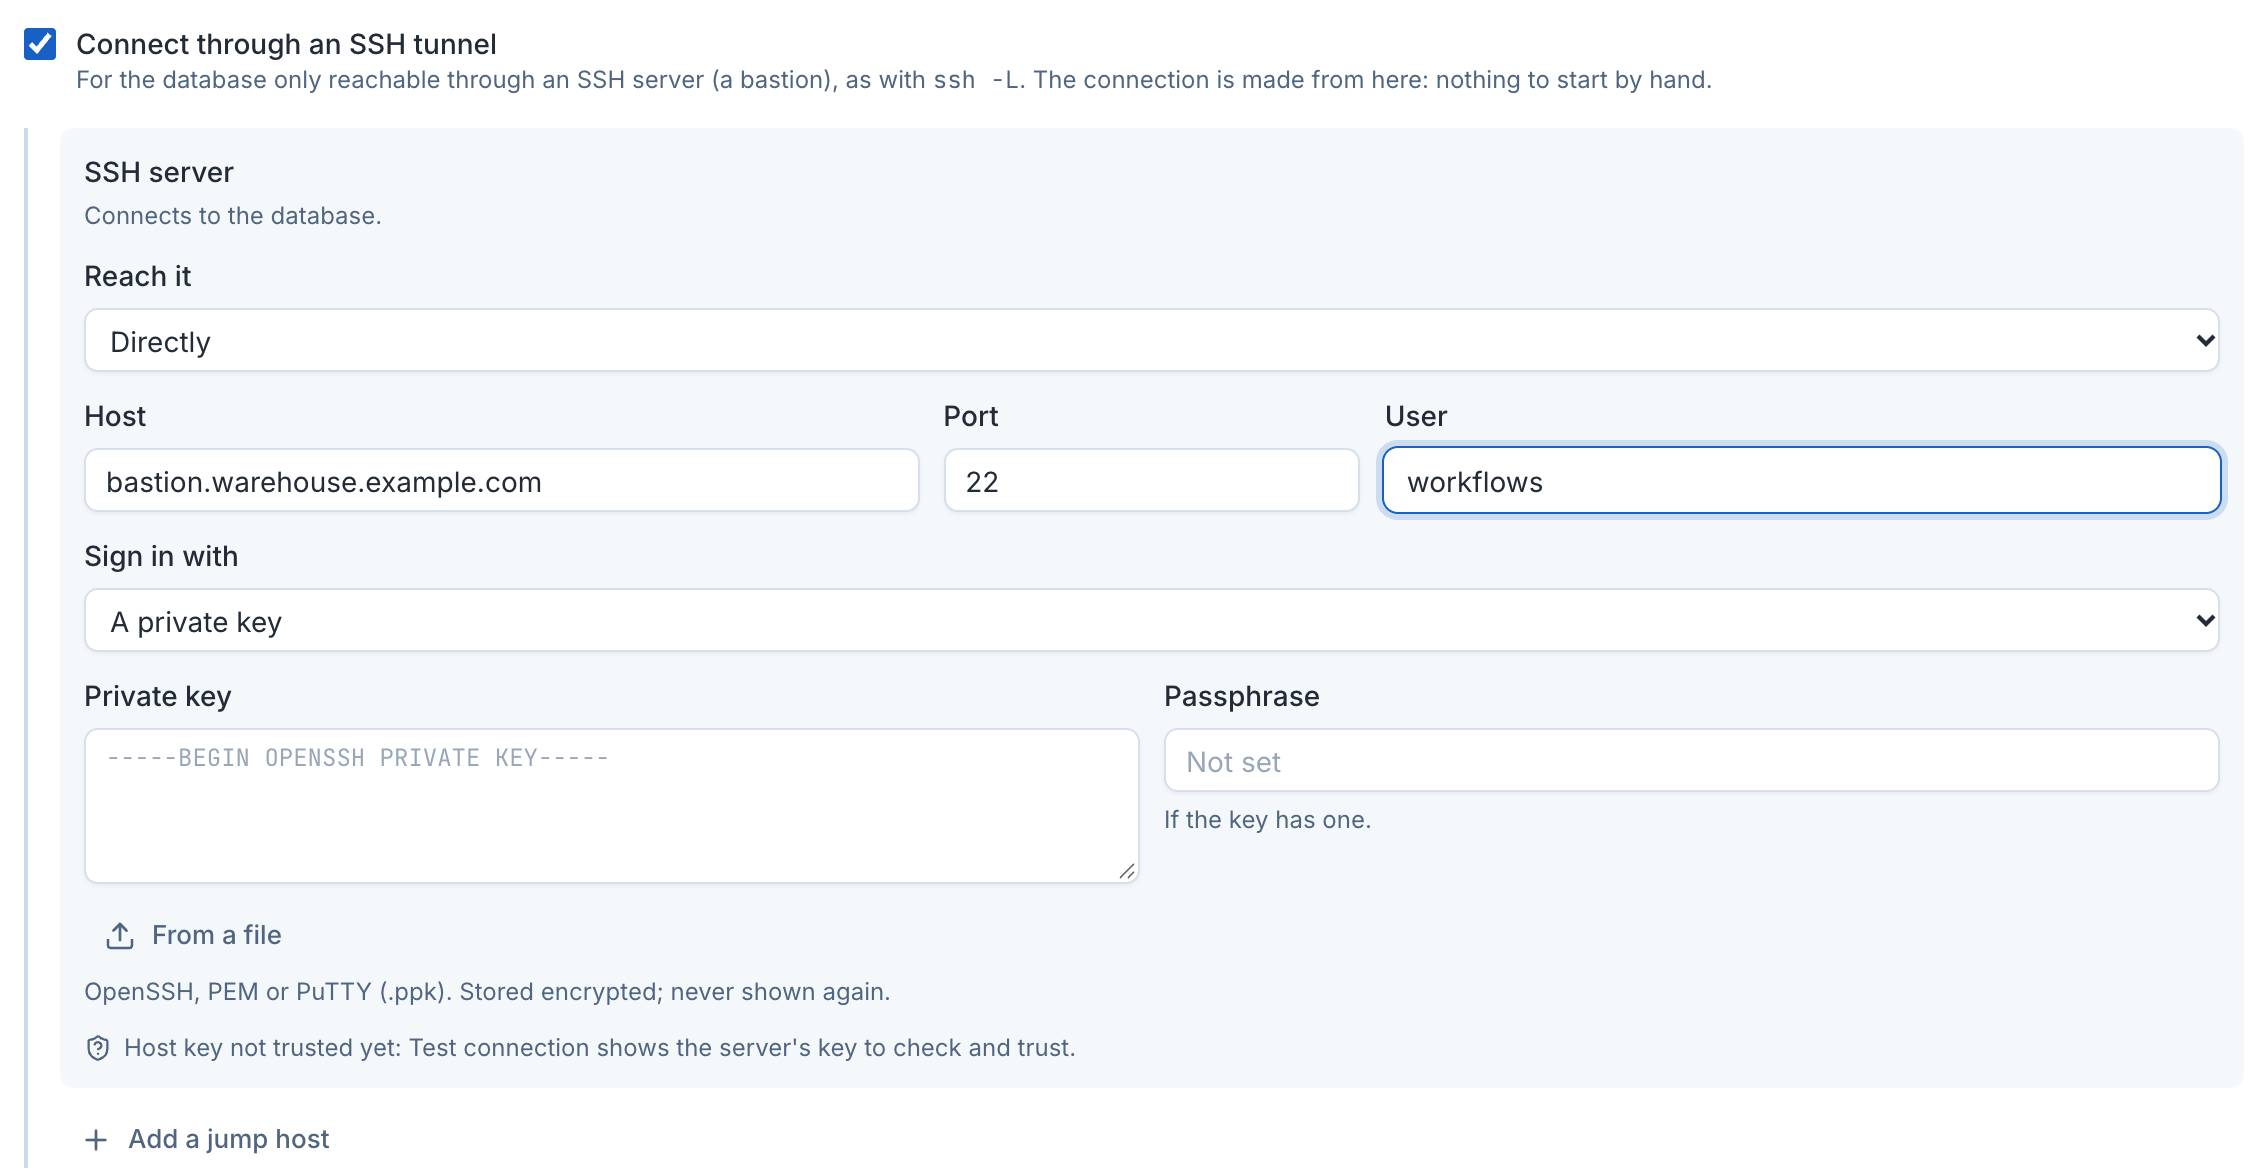 Connect through an SSH tunnel
For the database only reachable through an SSH server (a bastion), as with ssh -L. The connection is made from here: nothing to start by hand.
SSH server
Connects to the database.
Reach it
Directly
Host
Port
User
bastion.warehouse.example.com
22
workflows
Sign in with
A private key
Private key
Passphrase
-----BEGIN OPENSSH PRIVATE KEY-----
Not set
If the key has one.
From a file
OpenSSH, PEM or PuTTY (.ppk). Stored encrypted; never shown again.
Host key not trusted yet: Test connection shows the server's key to check and trust.
Add a jump host